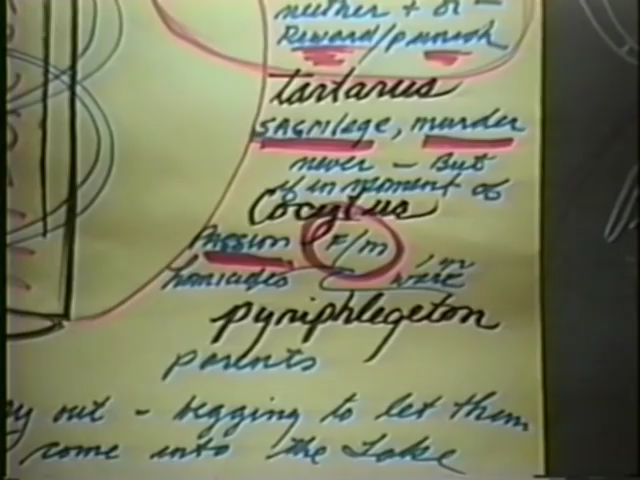 neither + or -
Reward/punish
tartarus
SACrilege, murder
never - But
if in moment of
Cocytus
Passion F/m
homicides
pyriphlegeton
parents
out - begging to let them
come into the Lake